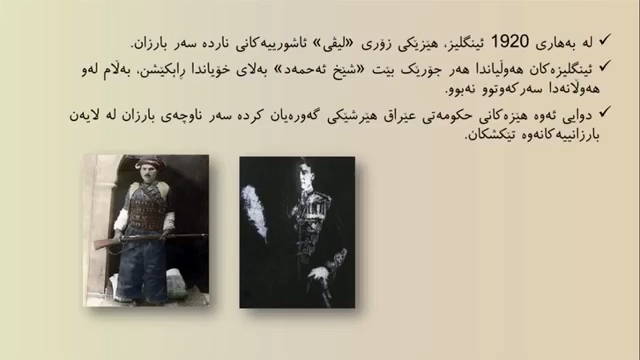 ✓ لە بەهاری 1920 ئینگلیز، هێزێکی زۆری «لیڤی» ئاشورییەکانی ناردە سەر بارزان.
✓ ئینگلیزەکان هەوڵیاندا هەر جۆرێک بێت «شێخ ئەحمەد» بەلای خۆیاندا ڕابکێشن، بەڵام لەو
هەوڵانەدا سەرکەوتوو نەبوو.
✓ دوایی ئەوە هێزەکانی حکومەتی عێراق هێرشێکی گەورەیان کردە سەر ناوچەی بارزان لە لایەن
بارزانییەکانەوە تێکشکان.